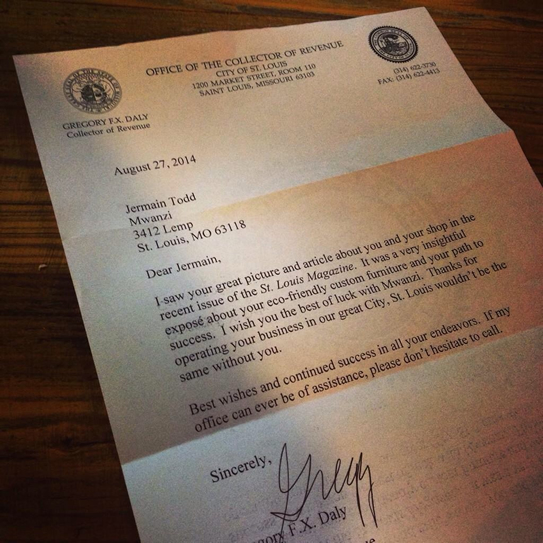 OFFICE OF THE COLLECTOR OF REVENUE
CITY OF ST. LOUIS
1200 MARKET STREET, ROOM 110
SAINT LOUIS, MISSOURI 63103
(314) 622-3736
FAX: (314) 622-4413
GREGORY F.X. DALY
Collector of Revenue
August 27, 2014
Jermain Todd
Mwanzi
3412 Lemp
St. Louis, MO 63118
Dear Jermain,
I saw your great picture and article about you and your shop in the
recent issue of the St. Louis Magazine. It was a very insightful
exposé about your eco-friendly custom furniture and your path to
success. I wish you the best of luck with Mwanzi. Thanks for
operating your business in our great City, St. Louis wouldn't be the
same without you.
Best wishes and continued success in all your endeavors. If my
office can ever be of assistance, please don't hesitate to call.
Sincerely,
Gregg
F.X. Daly